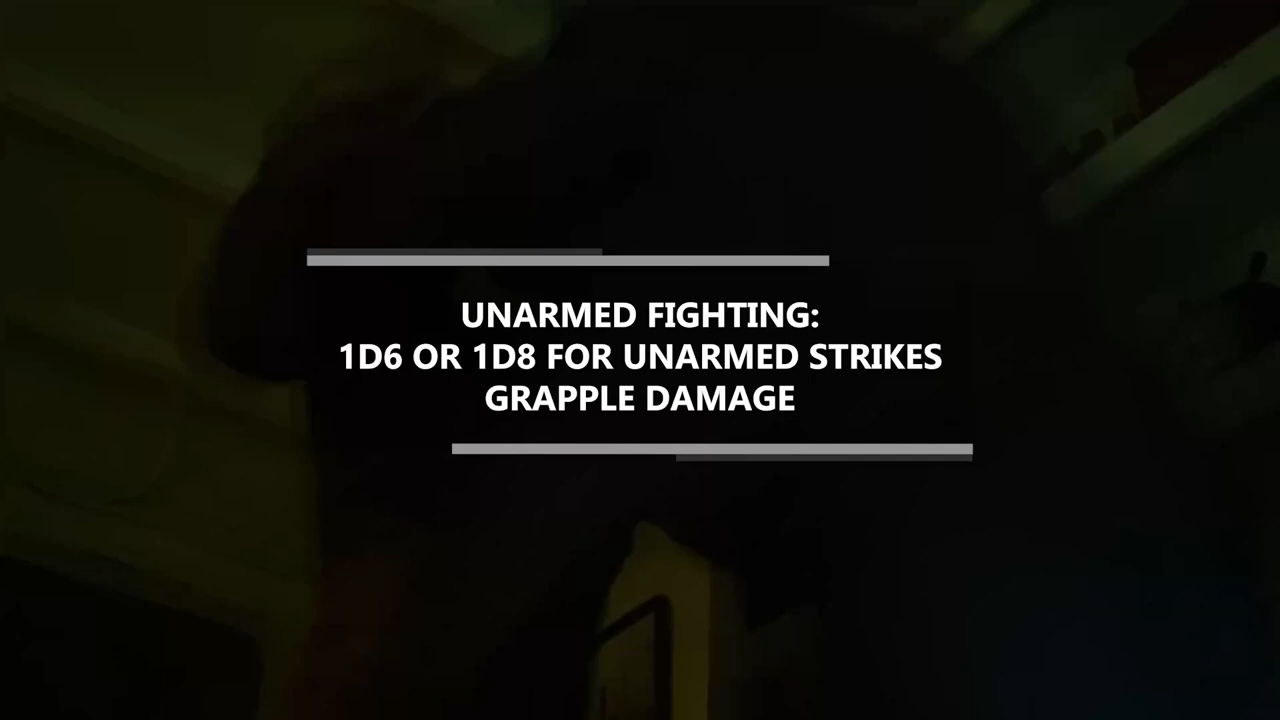 UNARMED FIGHTING:
1D6 OR 1D8 FOR UNARMED STRIKES
GRAPPLE DAMAGE